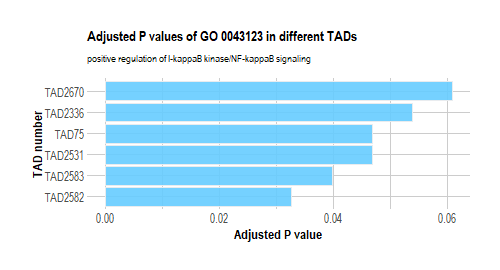 Adjusted P values of GO 0043123 in different TADs
positive regulation of I-kappaB kinase/NF-kappaB signaling
TAD number
TAD2670
TAD2336
TAD75
TAD2531
TAD2583
TAD2582
0.00 0.02 0.04 0.06
Adjusted P value